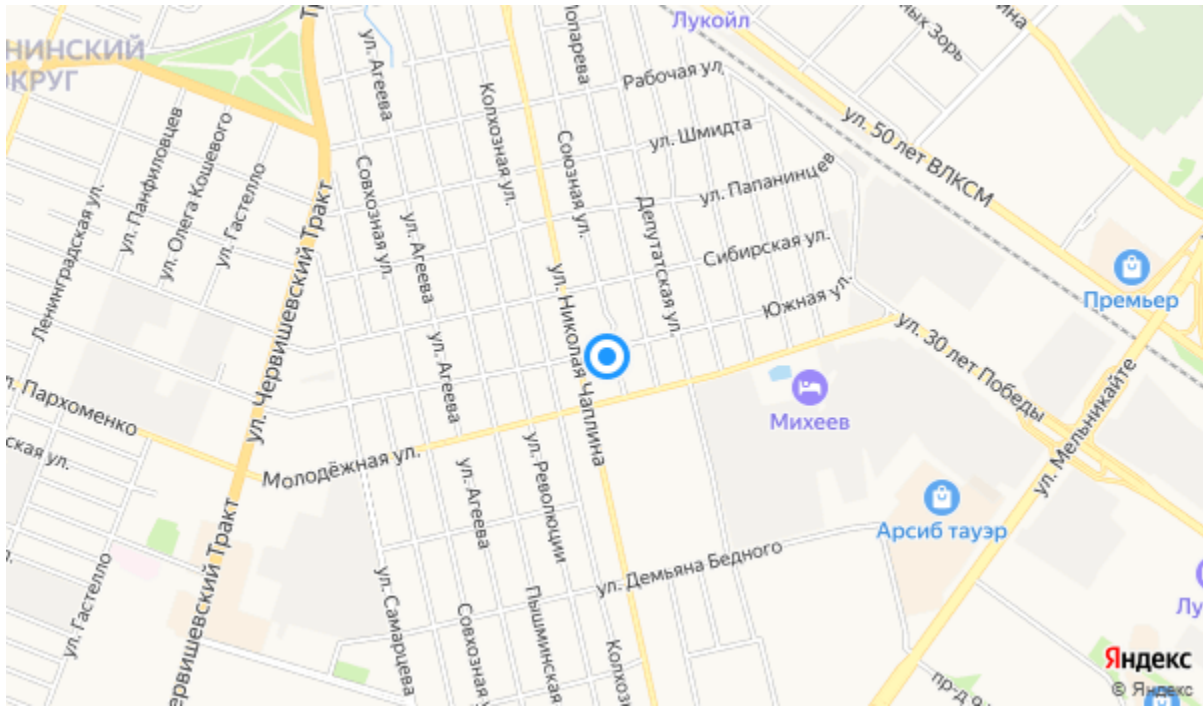 Лукойл
НИНСКИЙ
ОКРУГ
ул. Агеева
Рабочая ул
ул. 50 лет ВЛКСМ
Колхозная ул.
ул. Шмидта
Союзная ул.
ул. Панфиловцев
ул. Олега Кошевого
ул. Гастелло
Совхозная ул.
ул. Папанинцев
Ленинградская ул.
ул. Червишевский Тракт
ул. Агеева
Депутатская ул.
Сибирская ул.
Премьер
Южная ул.
ул. Николая Чаплина
ул. 30 лет Победы
ул. Агеева
ул. Пархоменко
Михеев
ул. Мельникайте
Молодёжная ул.
ул. Агеева
ул. Революции
Арсиб тауэр
ул. Демьяна Бедного
ул. Гастелло
ул. Самарцева
Совхозная у
Пышминская
Колхоз
ервишевский Тракт
Лу
Яндекс
© Яндекс